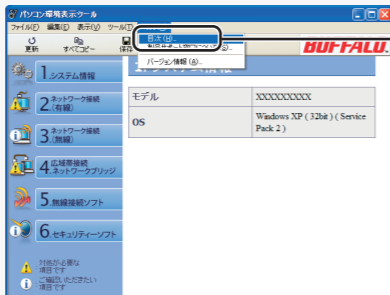 パソコン環境表示ツール
ファイル(F) 編集(E) 表示(V) ツール(T)
更新 すべてコピー 保存
目次(H)...
バージョン情報(A)...
BUFFALO
1.システム情報
2.ネットワーク接続(有線)
3.ネットワーク接続(無線)
4.広域帯接続ネットワークブリッジ
5.無線接続ソフト
6.セキュリティーソフト
対処が必要な項目です
ご確認いただきたい項目です
モデル XXXXXXXXX
OS Windows XP ( 32bit ) ( Service Pack 2 )